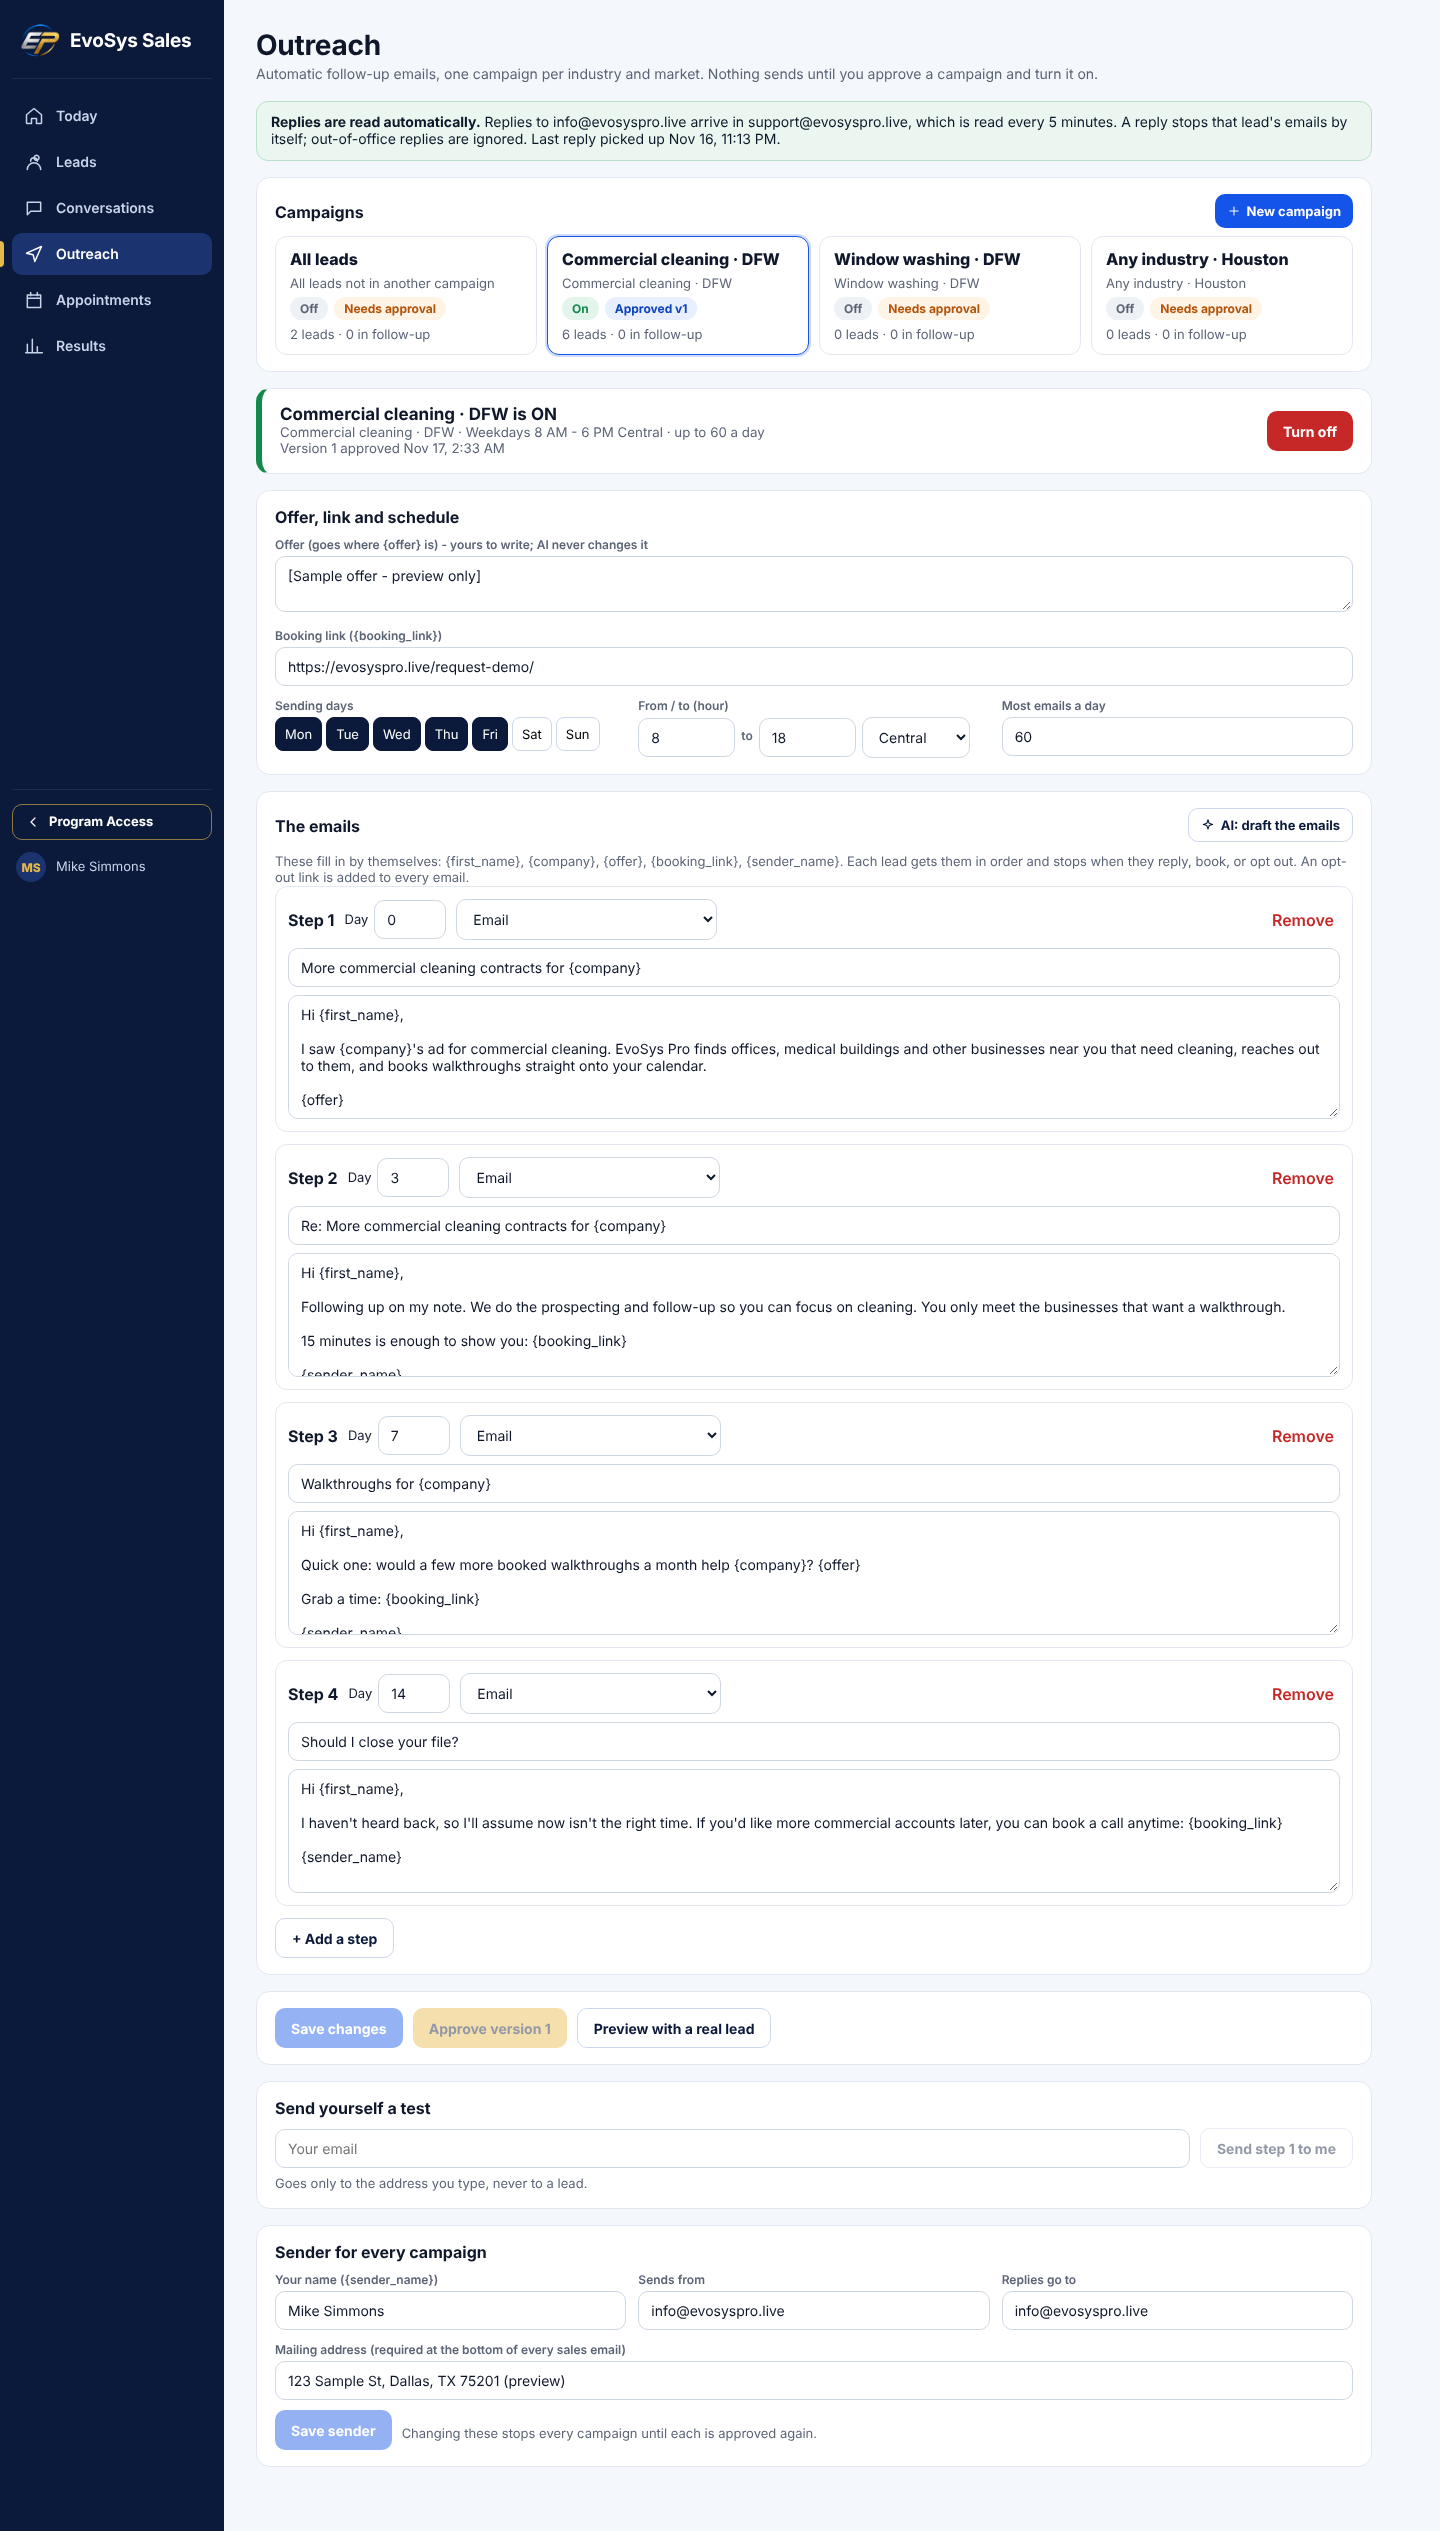 EP EvoSys Sales
Today
Leads
Conversations
Outreach
Appointments
Results
Program Access
MS Mike Simmons
Outreach
Automatic follow-up emails, one campaign per industry and market. Nothing sends until you approve a campaign and turn it on.
Replies are read automatically. Replies to info@evosyspro.live arrive in support@evosyspro.live, which is read every 5 minutes. A reply stops that lead's emails by
itself; out-of-office replies are ignored. Last reply picked up Nov 16, 11:13 PM.
Campaigns
+ New campaign
All leads
All leads not in another campaign
Off Needs approval
2 leads · 0 in follow-up
Commercial cleaning · DFW
Commercial cleaning · DFW
On Approved v1
6 leads · 0 in follow-up
Window washing · DFW
Window washing · DFW
Off Needs approval
0 leads · 0 in follow-up
Any industry · Houston
Any industry · Houston
Off Needs approval
0 leads · 0 in follow-up
Commercial cleaning · DFW is ON
Commercial cleaning · DFW · Weekdays 8 AM - 6 PM Central · up to 60 a day
Version 1 approved Nov 17, 2:33 AM
Turn off
Offer, link and schedule
Offer (goes where {offer} is) - yours to write; AI never changes it
[Sample offer - preview only]
Booking link ({booking_link})
https://evosyspro.live/request-demo/
Sending days
Mon Tue Wed Thu Fri Sat Sun
From / to (hour)
8 to 18 Central
Most emails a day
60
The emails
AI: draft the emails
These fill in by themselves: {first_name}, {company}, {offer}, {booking_link}, {sender_name}. Each lead gets them in order and stops when they reply, book, or opt out. An opt-
out link is added to every email.
Step 1 Day 0 Email Remove
More commercial cleaning contracts for {company}
Hi {first_name},
I saw {company}'s ad for commercial cleaning. EvoSys Pro finds offices, medical buildings and other businesses near you that need cleaning, reaches out
to them, and books walkthroughs straight onto your calendar.
{offer}
Step 2 Day 3 Email Remove
Re: More commercial cleaning contracts for {company}
Hi {first_name},
Following up on my note. We do the prospecting and follow-up so you can focus on cleaning. You only meet the businesses that want a walkthrough.
15 minutes is enough to show you: {booking_link}
{sender_name}
Step 3 Day 7 Email Remove
Walkthroughs for {company}
Hi {first_name},
Quick one: would a few more booked walkthroughs a month help {company}? {offer}
Grab a time: {booking_link}
{sender_name}
Step 4 Day 14 Email Remove
Should I close your file?
Hi {first_name},
I haven't heard back, so I'll assume now isn't the right time. If you'd like more commercial accounts later, you can book a call anytime: {booking_link}
{sender_name}
+ Add a step
Save changes Approve version 1 Preview with a real lead
Send yourself a test
Your email
Send step 1 to me
Goes only to the address you type, never to a lead.
Sender for every campaign
Your name ({sender_name})
Mike Simmons
Sends from
info@evosyspro.live
Replies go to
info@evosyspro.live
Mailing address (required at the bottom of every sales email)
123 Sample St, Dallas, TX 75201 (preview)
Save sender Changing these stops every campaign until each is approved again.